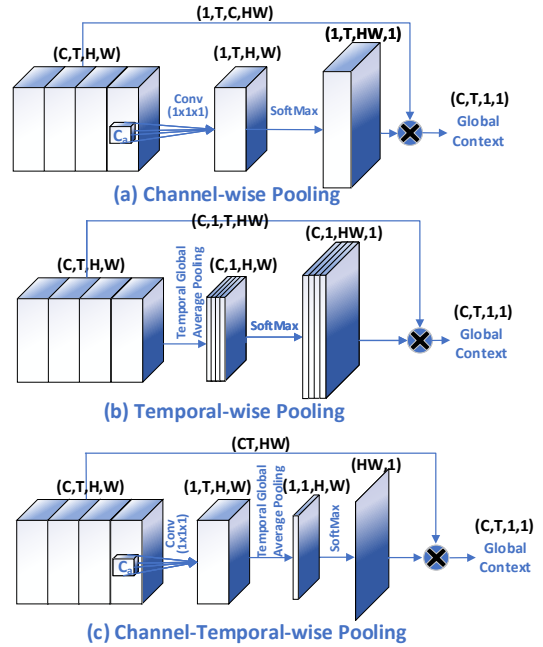 (1,T,C,HW)
(C,T,H,W)
(1,T,H,W)
(1,T,HW,1)
Conv
(1x1x1)
SoftMax
(C,T,1,1)
Global
Context
(a) Channel-wise Pooling
(C,1,T,HW)
(C,T,H,W)
Temporal Global
Average Pooling
(C,1,H,W)
SoftMax
(C,1,HW,1)
(C,T,1,1)
Global
Context
(b) Temporal-wise Pooling
(CT,HW)
(C,T,H,W)
Conv
(1x1x1)
(1,T,H,W)
Temporal Global
Average Pooling
(1,1,H,W)
SoftMax
(HW,1)
(C,T,1,1)
Global
Context
(c) Channel-Temporal-wise Pooling